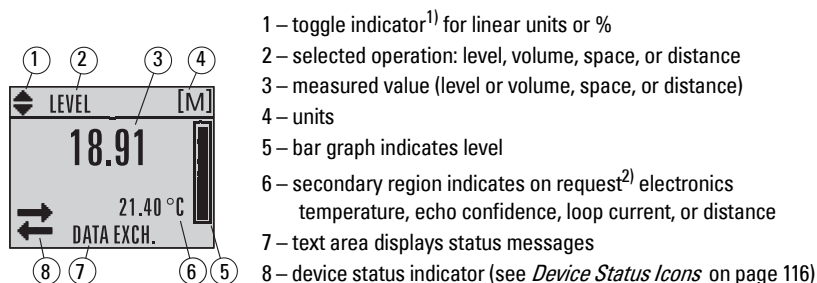 1 2 3 4
LEVEL [M]
18.91
21.40 °C
DATA EXCH.
8 7 6 5
1 – toggle indicator1) for linear units or %
2 – selected operation: level, volume, space, or distance
3 – measured value (level or volume, space, or distance)
4 – units
5 – bar graph indicates level
6 – secondary region indicates on request2) electronics
temperature, echo confidence, loop current, or distance
7 – text area displays status messages
8 – device status indicator (see Device Status Icons on page 116)